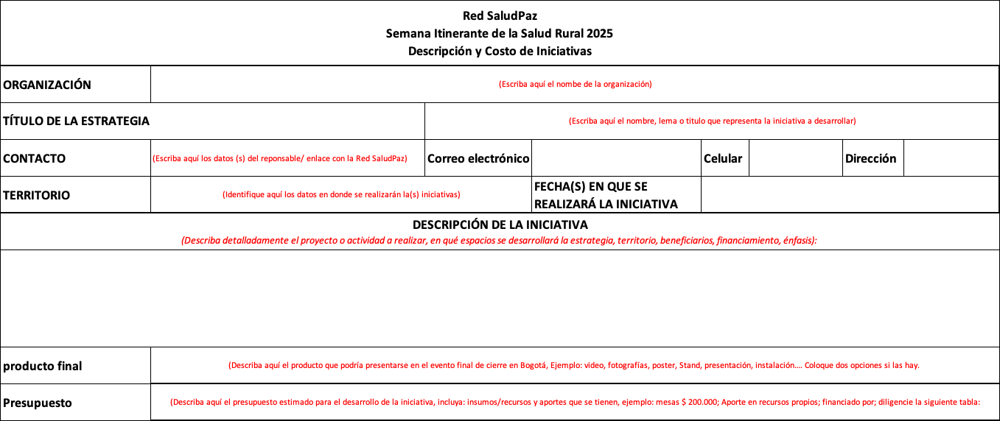 Red SaludPaz
Semana Itinerante de la Salud Rural 2025
Descripción y Costo de Iniciativas
ORGANIZACIÓN
(Escriba aquí el nombe de la organización)
TÍTULO DE LA ESTRATEGIA
(Escriba aquí el nombre, lema o titulo que representa la iniciativa a desarrollar)
CONTACTO
(Escriba aquí los datos (s) del reponsable/ enlace con la Red SaludPaz)
Correo electrónico
Celular
Dirección
TERRITORIO
(Identifique aquí los datos en donde se realizarán la(s) iniciativas)
FECHA(S) EN QUE SE
REALIZARÁ LA INICIATIVA
DESCRIPCIÓN DE LA INICIATIVA
(Describa detalladamente el proyecto o actividad a realizar, en qué espacios se desarrollará la estrategia, territorio, beneficiarios, financiamiento, énfasis):
producto final
(Describa aquí el producto que podría presentarse en el evento final de cierre en Bogotá, Ejemplo: video, fotografías, poster, Stand, presentación, instalación.... Coloque dos opciones si las hay.
Presupuesto
(Describa aquí el presupuesto estimado para el desarrollo de la iniciativa, incluya: insumos/recursos y aportes que se tienen, ejemplo: mesas $ 200.000; Aporte en recursos propios; financiado por; diligencie la siguiente tabla: